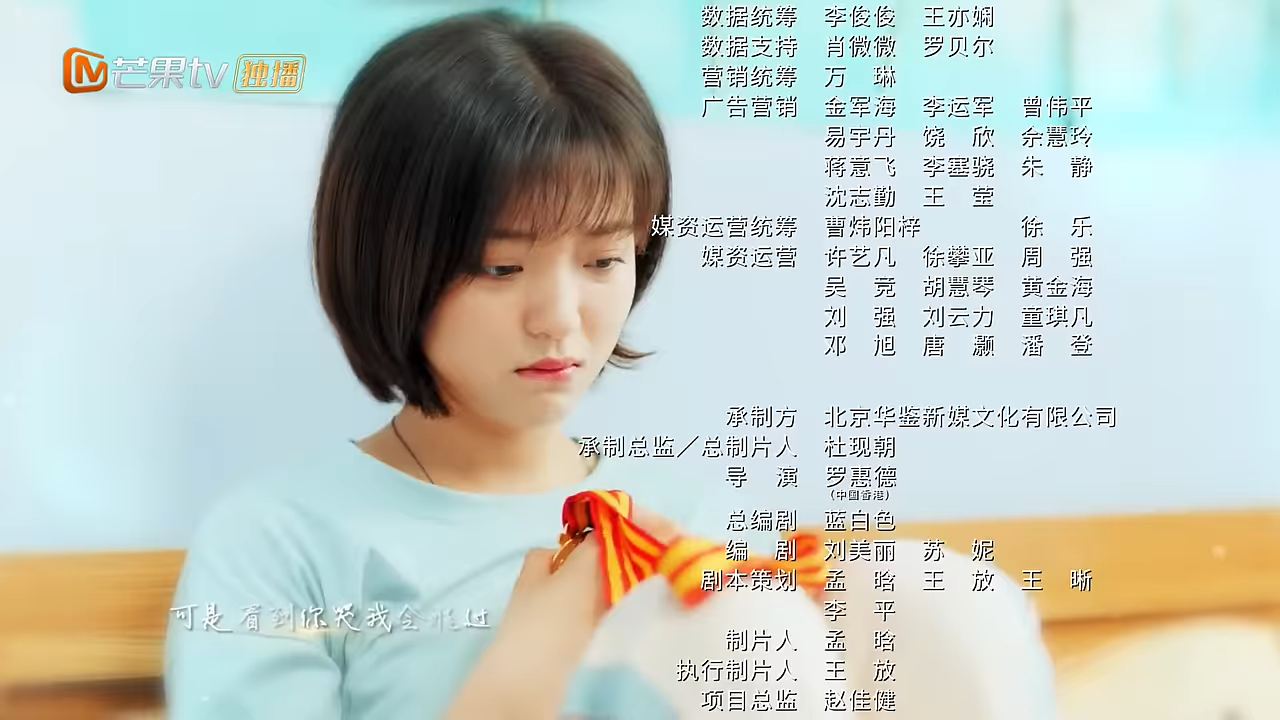 芒果tv 独播
数据统筹 李俊俊 王亦娴
数据支持 肖微微 罗贝尔
营销统筹 万 琳
广告营销 金军海 李运军 曾伟平
易宇丹 饶 欣 余慧玲
蒋意飞 李塞骁 朱 静
沈志勤 王 莹
媒资运营统筹 曹炜阳梓 徐 乐
媒资运营 许艺凡 徐攀亚 周 强
吴 竞 胡慧琴 黄金海
刘 强 刘云力 董琪凡
邓 旭 唐 灏 潘 登
承制方 北京华鉴新媒文化有限公司
承制总监／总制片人 杜现朝
导 演 罗惠德
（中国香港）
总编剧 蓝白色
编 剧 刘美丽 苏 妮
剧本策划 孟 晗 王 放 王 晰
李 平
可是看到你哭我会难过
制片人 孟 晗
执行制片人 王 放
项目总监 赵佳健